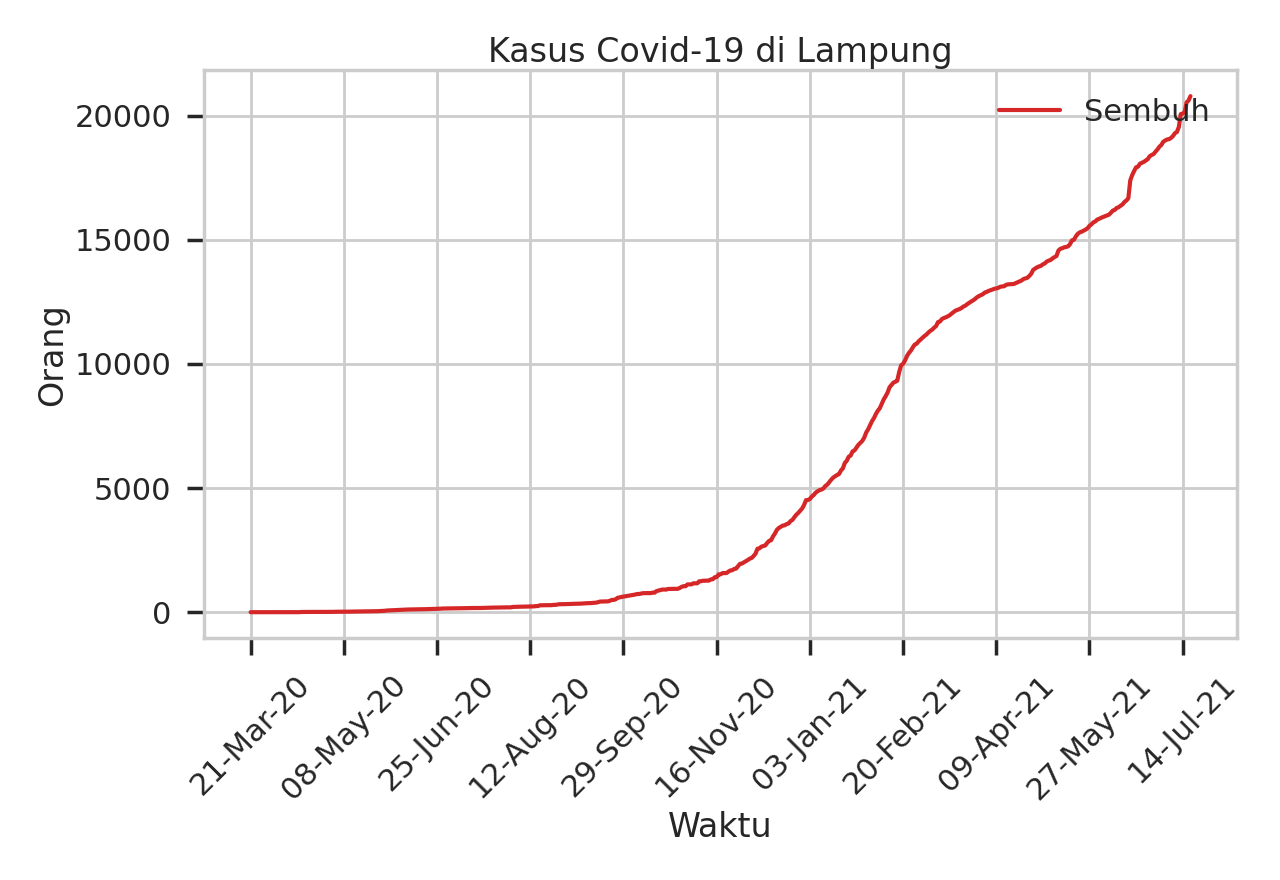 Kasus Covid-19 di Lampung
Sembuh
20000
15000
10000
5000
0
Orang
21-Mar-20
08-May-20
25-Jun-20
12-Aug-20
29-Sep-20
16-Nov-20
03-Jan-21
20-Feb-21
09-Apr-21
27-May-21
14-Jul-21
Waktu